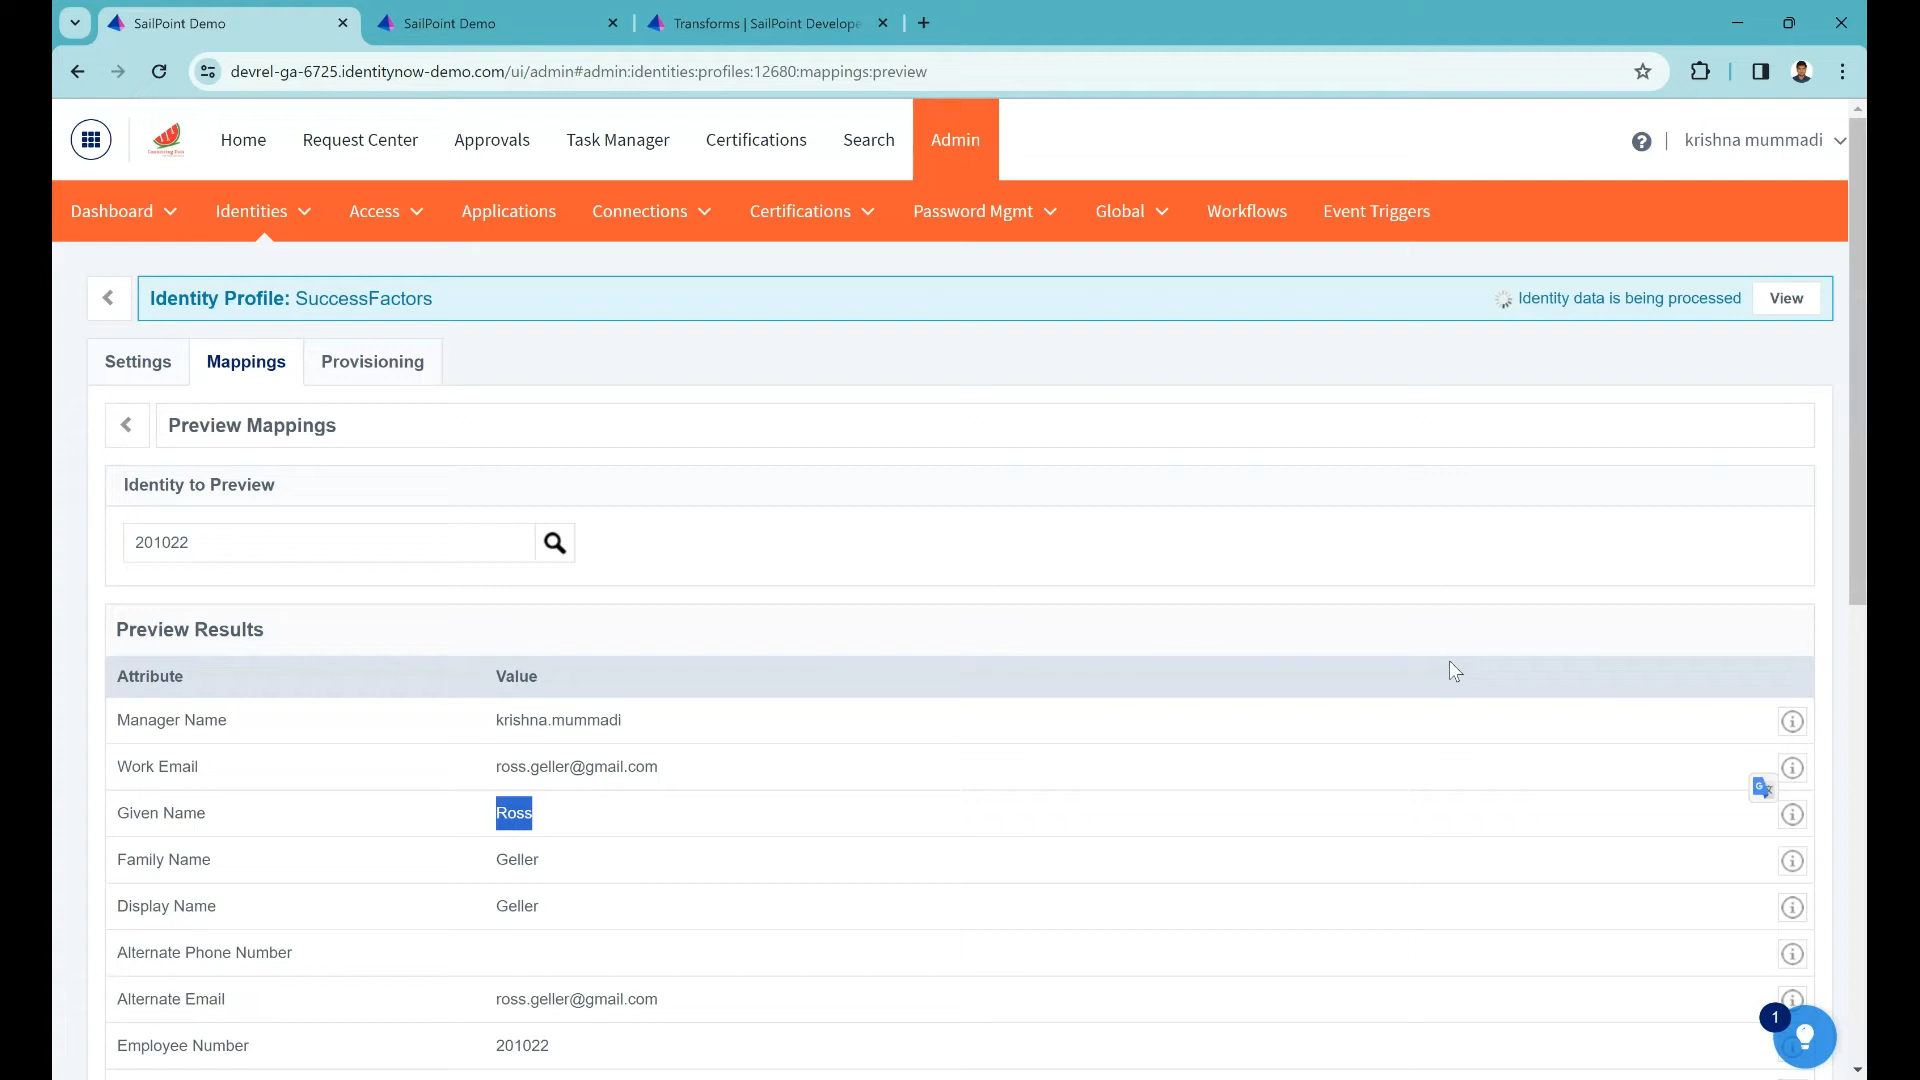 SailPoint Demo
SailPoint Demo
Transforms | SailPoint Develope
devrel-ga-6725.identitynow-demo.com/ui/admin#admin:identities:profiles:12680:mappings:preview
Home
Request Center
Approvals
Task Manager
Certifications
Search
Admin
krishna mummadi
Dashboard
Identities
Access
Applications
Connections
Certifications
Password Mgmt
Global
Workflows
Event Triggers
Identity Profile: SuccessFactors
Identity data is being processed
View
Settings
Mappings
Provisioning
Preview Mappings
Identity to Preview
201022
Preview Results
Attribute Value
Manager Name krishna.mummadi
Work Email ross.geller@gmail.com
Given Name Ross
Family Name Geller
Display Name Geller
Alternate Phone Number
Alternate Email ross.geller@gmail.com
Employee Number 201022
1